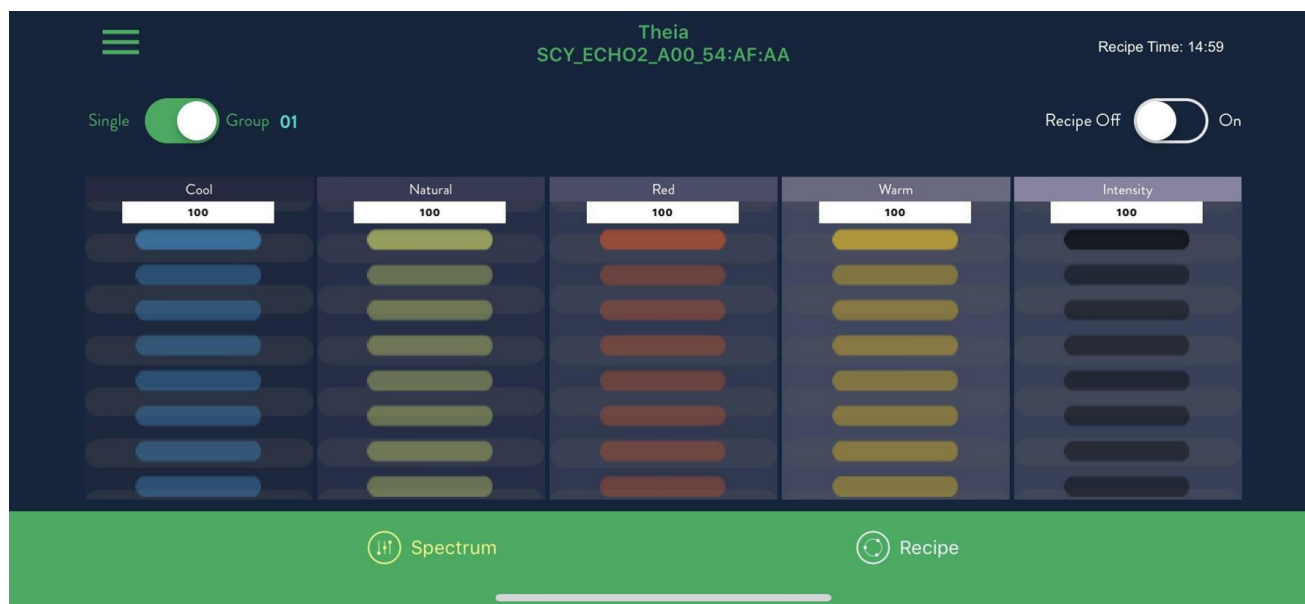 Theia
SCY_ECHO2_A00_54:AF:AA
Recipe Time: 14:59
Single Group 01
Recipe Off On
Cool Natural Red Warm Intensity
100 100 100 100 100
Spectrum Recipe